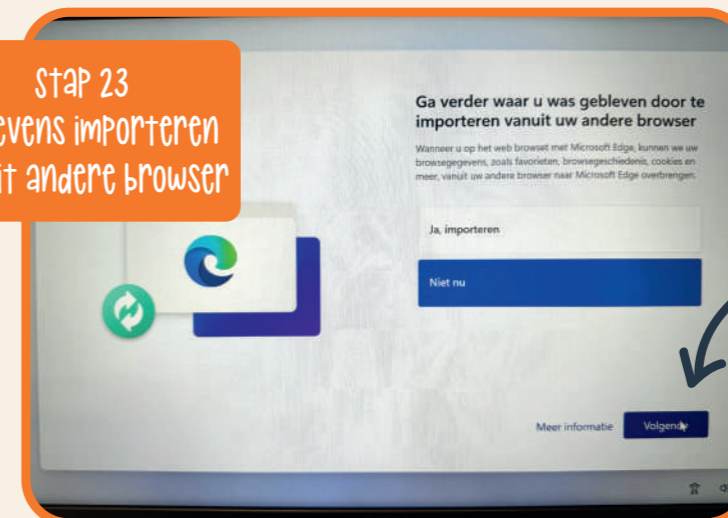 Stap 23
evens importeren
it andere browser
Ga verder waar u was gebleven door te
importeren vanuit uw andere browser
Wanneer u op het web browset met Microsoft Edge, kunnen we uw
browsegegevens, zoals favorieten, browsegeschiedenis, cookies en
meer, vanuit uw andere browser naar Microsoft Edge overbrengen.
Ja, importeren
Niet nu
Meer informatie
Volgende